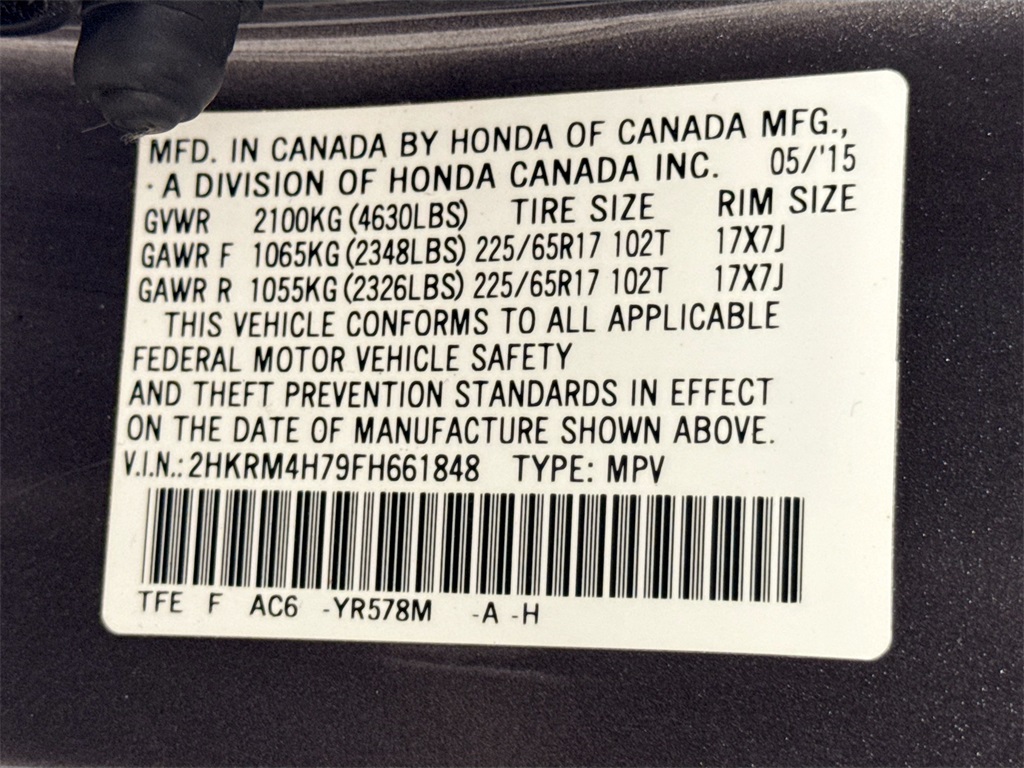 MFD. IN CANADA BY HONDA OF CANADA MFG.,
· A DIVISION OF HONDA CANADA INC. 05/'15
GVWR 2100KG (4630LBS) TIRE SIZE RIM SIZE
GAWR F 1065KG (2348LBS) 225/65R17 102T 17X7J
GAWR R 1055KG (2326LBS) 225/65R17 102T 17X7J
THIS VEHICLE CONFORMS TO ALL APPLICABLE
FEDERAL MOTOR VEHICLE SAFETY
AND THEFT PREVENTION STANDARDS IN EFFECT
ON THE DATE OF MANUFACTURE SHOWN ABOVE.
V.I.N.: 2HKRM4H79FH661848 TYPE: MPV
TFE F AC6 -YR578M -A -H